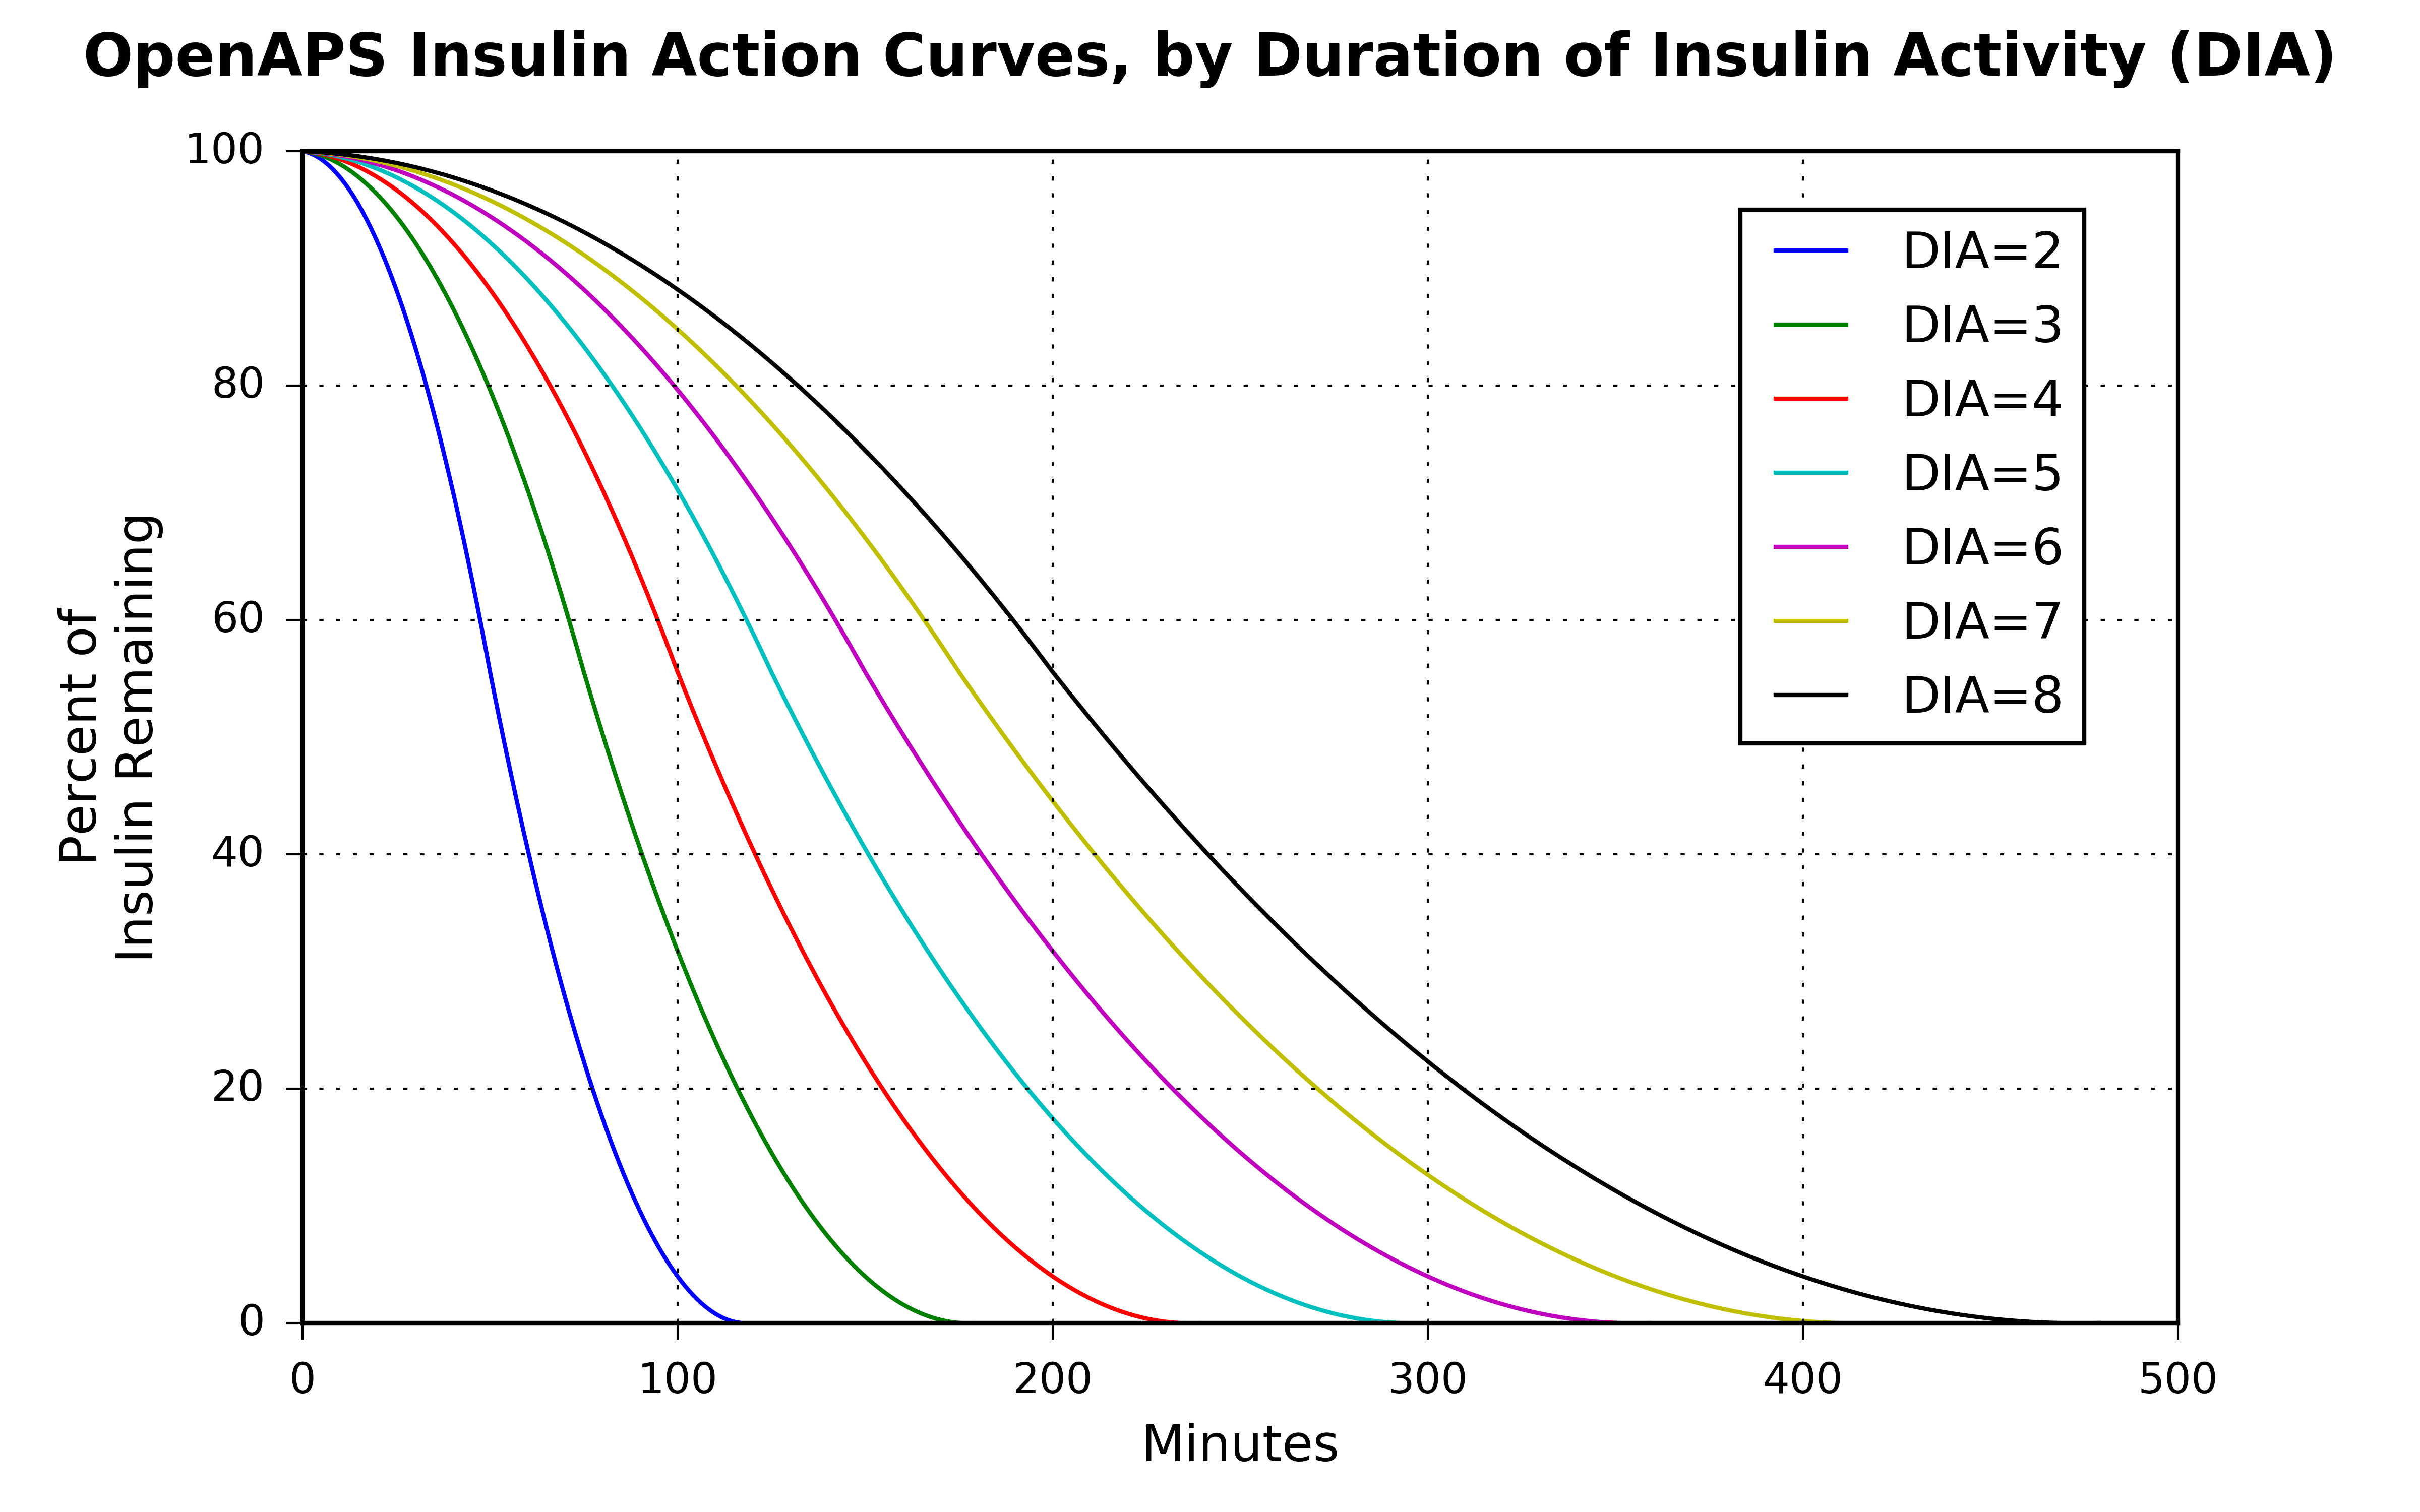 OpenAPS Insulin Action Curves, by Duration of Insulin Activity (DIA)
Percent of
Insulin Remaining
100
80
60
40
20
0
DIA=2
DIA=3
DIA=4
DIA=5
DIA=6
DIA=7
DIA=8
0 100 200 300 400 500
Minutes